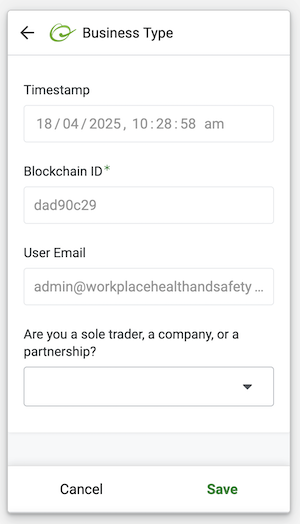 Business Type
Timestamp
18/04/2025, 10:28:58 am
Blockchain ID*
dad90c29
User Email
admin@workplacehealthandsafety ...
Are you a sole trader, a company, or a
partnership?
Cancel Save